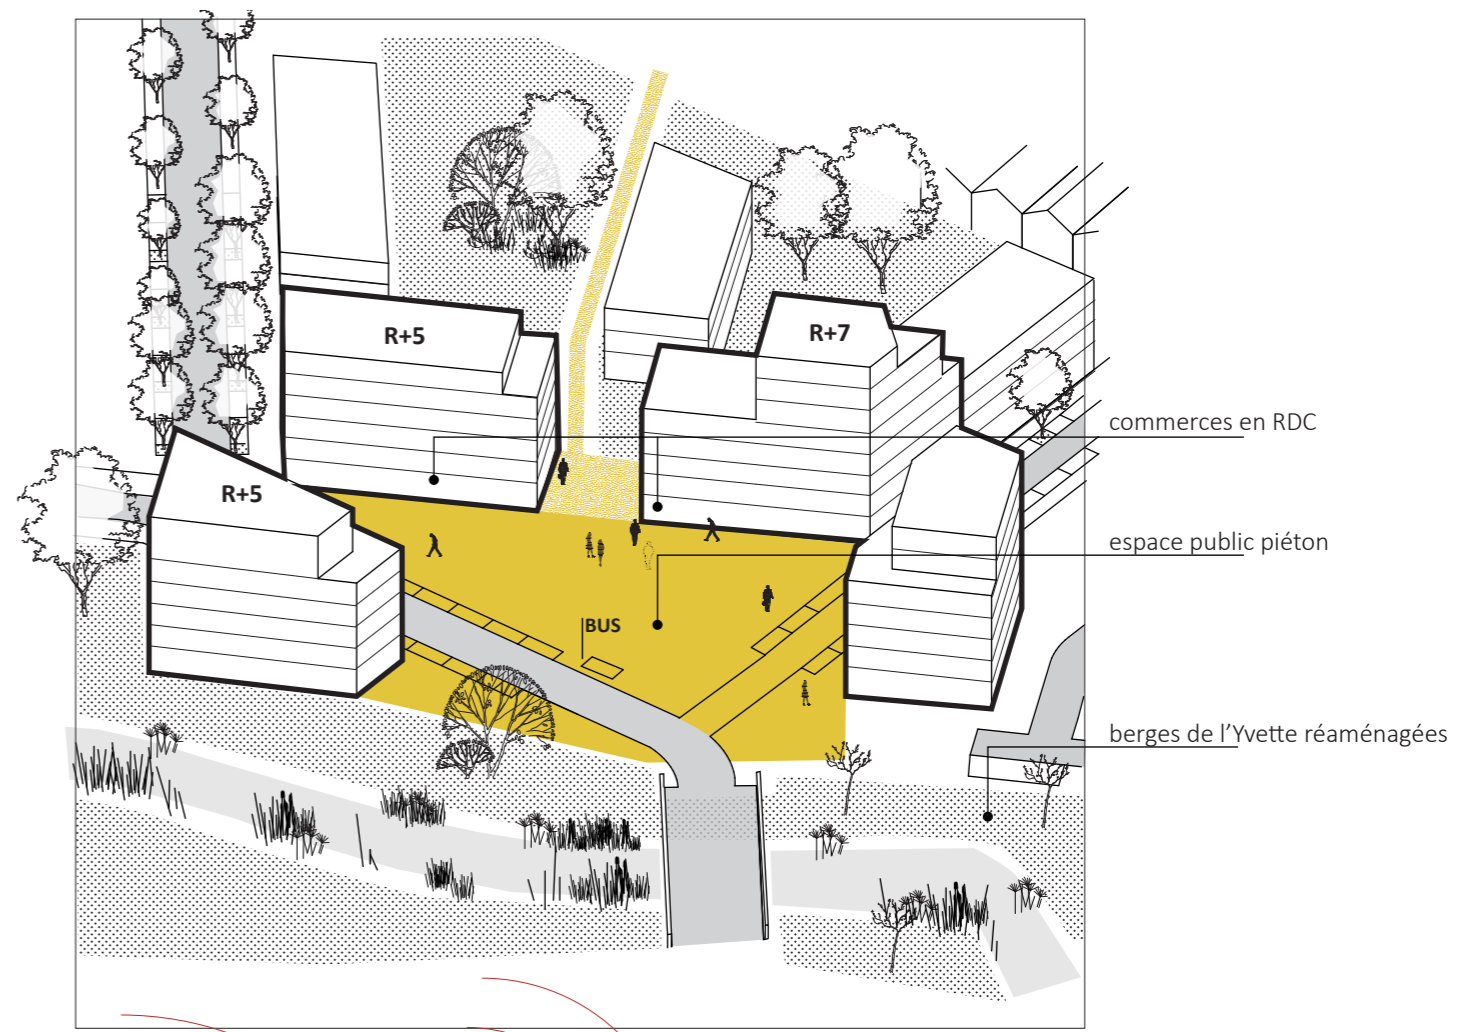 R+5
R+7
commerces en RDC
R+5
espace public piéton
BUS
berges de l’Yvette réaménagées